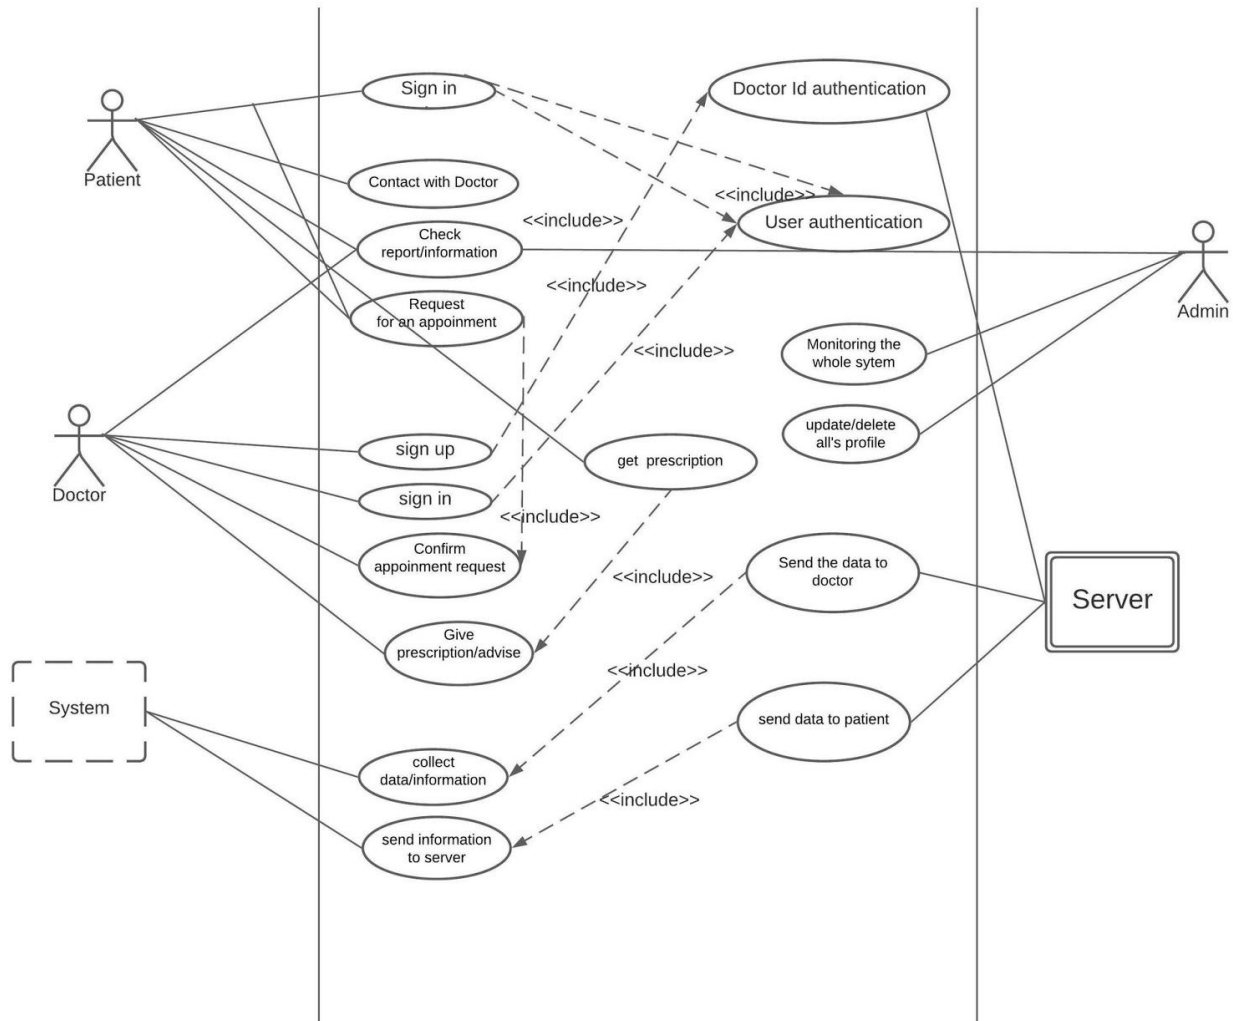 Sign in
Doctor Id authentication
Patient
Contact with Doctor
<<include>>
<<include>>
User authentication
Check
report/information
<<include>>
Request
for an appoinment
Admin
<<include>>
Monitoring the
whole sytem
update/delete
all's profile
sign up
get  prescription
Doctor
sign in
<<include>>
Confirm
appoinment request
Send the data to
doctor
<<include>>
Server
Give
prescription/advise
<<include>>
System
send data to patient
collect
data/information
<<include>>
send information
to server